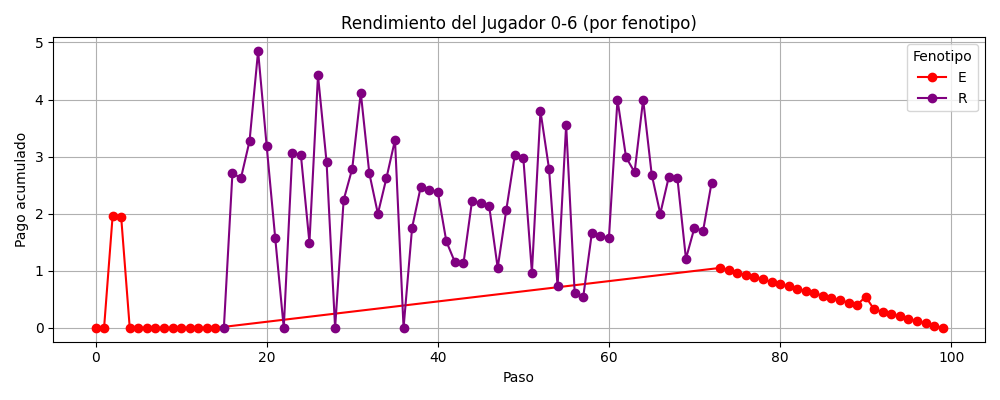 Rendimiento del Jugador 0-6 (por fenotipo)
Pago acumulado
5
4
3
2
1
0
Fenotipo
E
R
0 20 40 60 80 100
Paso